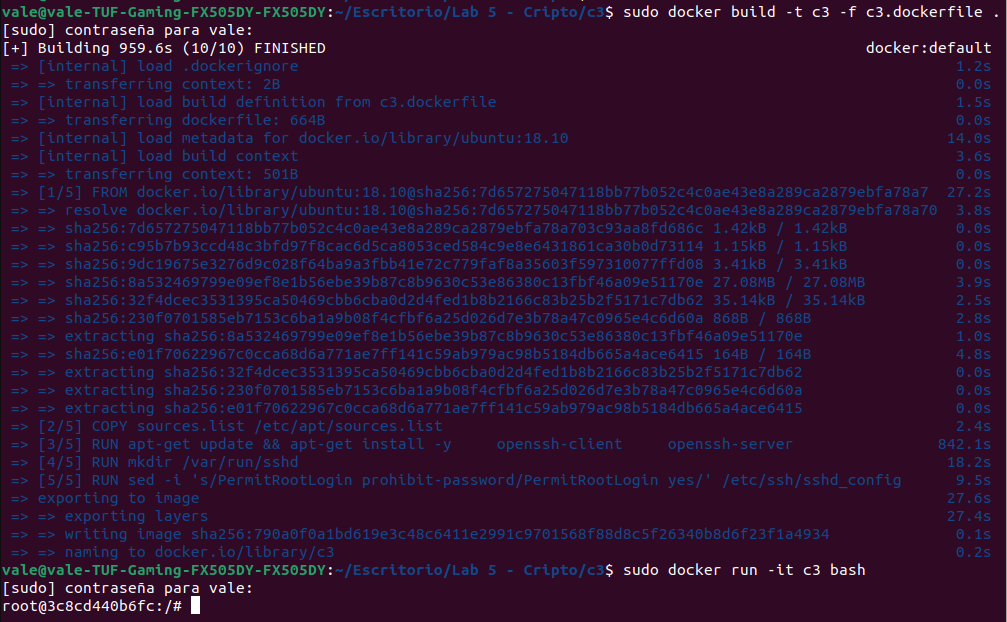 vale@vale-TUF-Gaming-FX505DY-FX505DY:~/Escritorio/Lab 5 - Cripto/c3$ sudo docker build -t c3 -f c3.dockerfile .
[sudo] contraseña para vale:
[+] Building 959.6s (10/10) FINISHED docker:default
=> [internal] load .dockerignore 1.2s
=> => transferring context: 2B 0.0s
=> [internal] load build definition from c3.dockerfile 1.5s
=> => transferring dockerfile: 664B 0.0s
=> [internal] load metadata for docker.io/library/ubuntu:18.10 14.0s
=> [internal] load build context 3.6s
=> => transferring context: 501B 0.0s
=> [1/5] FROM docker.io/library/ubuntu:18.10@sha256:7d657275047118bb77b052c4c0ae43e8a289ca2879ebfa78a7 27.2s
=> => resolve docker.io/library/ubuntu:18.10@sha256:7d657275047118bb77b052c4c0ae43e8a289ca2879ebfa78a70 3.8s
=> => sha256:7d657275047118bb77b052c4c0ae43e8a289ca2879ebfa78a703c93aa8fd686c 1.42kB / 1.42kB 0.0s
=> => sha256:c95b7b93ccd48c3bfd97f8cac6d5ca8053ced584c9e8e6431861ca30b0d73114 1.15kB / 1.15kB 0.0s
=> => sha256:9dc19675e3276d9c028f64ba9a3fbb41e72c779faf8a35603f597310077ffd08 3.41kB / 3.41kB 0.0s
=> => sha256:8a532469799e09ef8e1b56ebe39b87c8b9630c53e86380c13fbf46a09e51170e 27.08MB / 27.08MB 3.9s
=> => sha256:32f4dcec3531395ca50469cbb6cba0d2d4fed1b8b2166c83b25b2f5171c7db62 35.14kB / 35.14kB 2.5s
=> => sha256:230f0701585eb7153c6ba1a9b08f4cfbf6a25d026d7e3b78a47c0965e4c6d60a 868B / 868B 2.8s
=> => extracting sha256:8a532469799e09ef8e1b56ebe39b87c8b9630c53e86380c13fbf46a09e51170e 1.0s
=> => sha256:e01f70622967c0cca68d6a771ae7ff141c59ab979ac98b5184db665a4ace6415 164B / 164B 4.8s
=> => extracting sha256:32f4dcec3531395ca50469cbb6cba0d2d4fed1b8b2166c83b25b2f5171c7db62 0.0s
=> => extracting sha256:230f0701585eb7153c6ba1a9b08f4cfbf6a25d026d7e3b78a47c0965e4c6d60a 0.0s
=> => extracting sha256:e01f70622967c0cca68d6a771ae7ff141c59ab979ac98b5184db665a4ace6415 0.0s
=> [2/5] COPY sources.list /etc/apt/sources.list 2.4s
=> [3/5] RUN apt-get update && apt-get install -y     openssh-client     openssh-server 842.1s
=> [4/5] RUN mkdir /var/run/sshd 18.2s
=> [5/5] RUN sed -i 's/PermitRootLogin prohibit-password/PermitRootLogin yes/' /etc/ssh/sshd_config 9.5s
=> exporting to image 27.6s
=> => exporting layers 27.4s
=> => writing image sha256:790a0f0a1bd619e3c48c6411e2991c9701568f88d8c5f26340b8d6f23f1a4934 0.1s
=> => naming to docker.io/library/c3 0.2s
vale@vale-TUF-Gaming-FX505DY-FX505DY:~/Escritorio/Lab 5 - Cripto/c3$ sudo docker run -it c3 bash
[sudo] contraseña para vale:
root@3c8cd440b6fc:/#